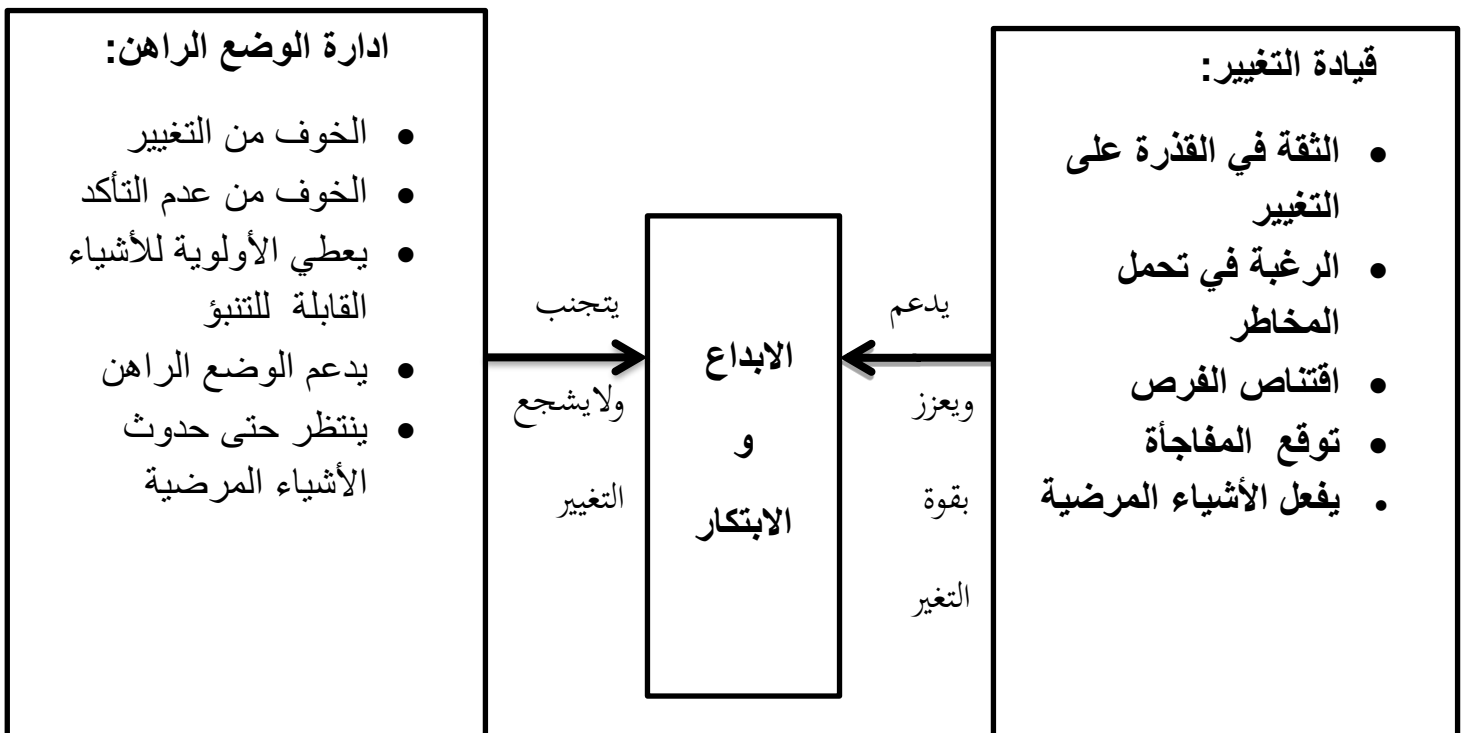 قيادة التغيير:
• الثقة في القذرة على
التغيير
• الرغبة في تحمل
المخاطر
• اقتناص الفرص
• توقع المفاجأة
• يفعل الأشياء المرضية
يدعم
ويعزز
بقوة
التغير
الابداع
و
الابتكار
يتجنب
ولايشجع
التغيير
ادارة الوضع الراهن:
• الخوف من التغيير
• الخوف من عدم التأكد
• يعطي الأولوية للأشياء
القابلة للتنبؤ
• يدعم الوضع الراهن
• ينتظر حتى حدوث
الأشياء المرضية